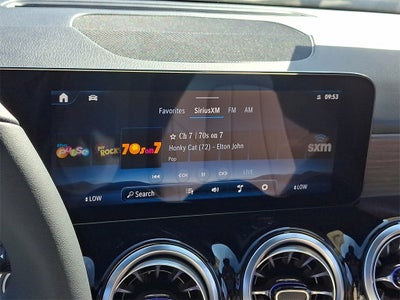 09:53
Favorites SiriusXM FM AM
☆ Ch 7 | 70s on 7
Honky Cat (72) - Elton John
Pop
70s on 7
ROCK
sxm
LOW Search LOW